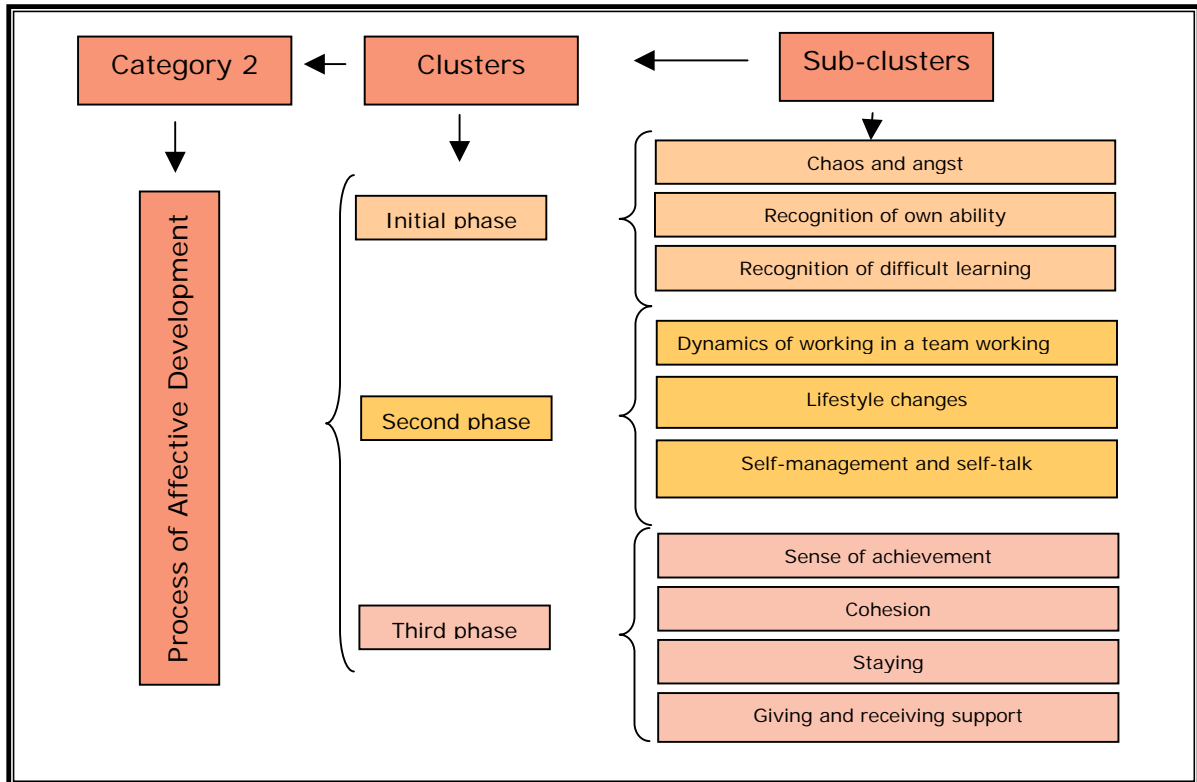 Category 2
Clusters
Sub-clusters
Process of Affective Development
Initial phase
Second phase
Third phase
Chaos and angst
Recognition of own ability
Recognition of difficult learning
Dynamics of working in a team working
Lifestyle changes
Self-management and self-talk
Sense of achievement
Cohesion
Staying
Giving and receiving support